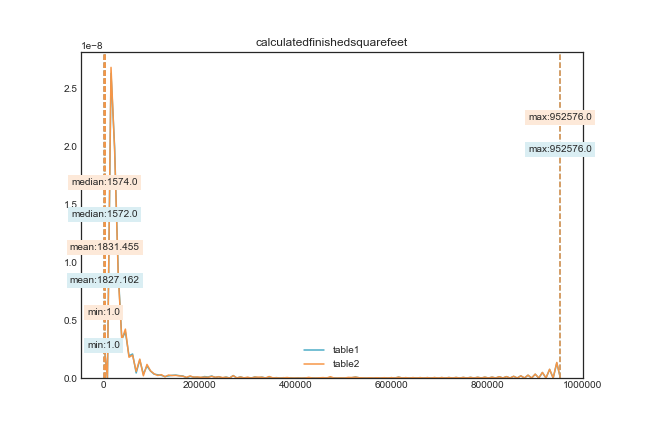 calculatedfinishedsquarefeet
1e−8
2.5
max:952576.0
2.0
max:952576.0
median:1574.0
1.5
median:1572.0
mean:1831.455
mean:1827.162
min:1.0
0.5
min:1.0
table1
table2
0.0
0
200000
400000
600000
800000
1000000